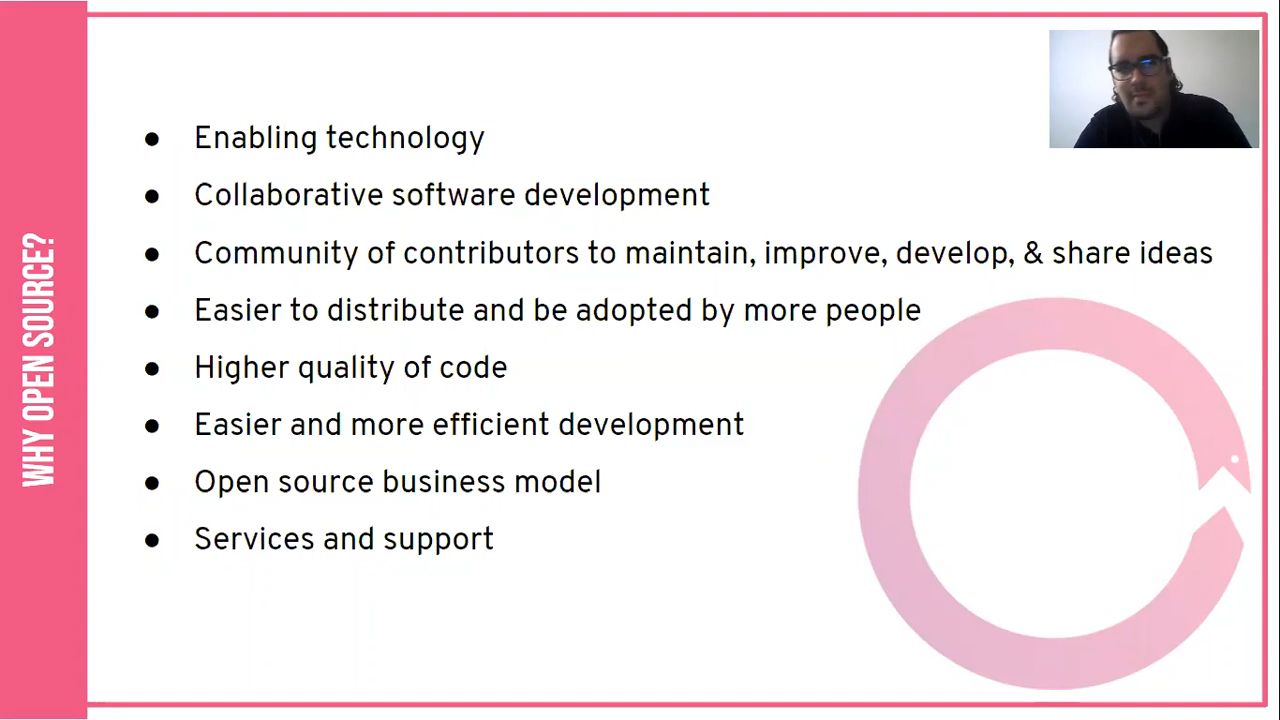 WHY OPEN SOURCE?
● Enabling technology
● Collaborative software development
● Community of contributors to maintain, improve, develop, & share ideas
● Easier to distribute and be adopted by more people
● Higher quality of code
● Easier and more efficient development
● Open source business model
● Services and support